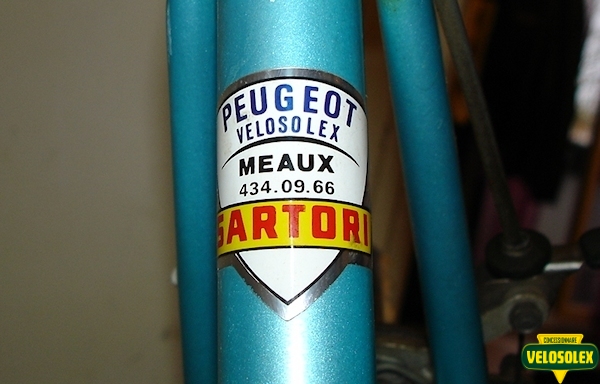 PEUGEOT
VELOSOLEX
MEAUX
434.09.66
SARTORI
CONCESSIONNAIRE
VELOSOLEX